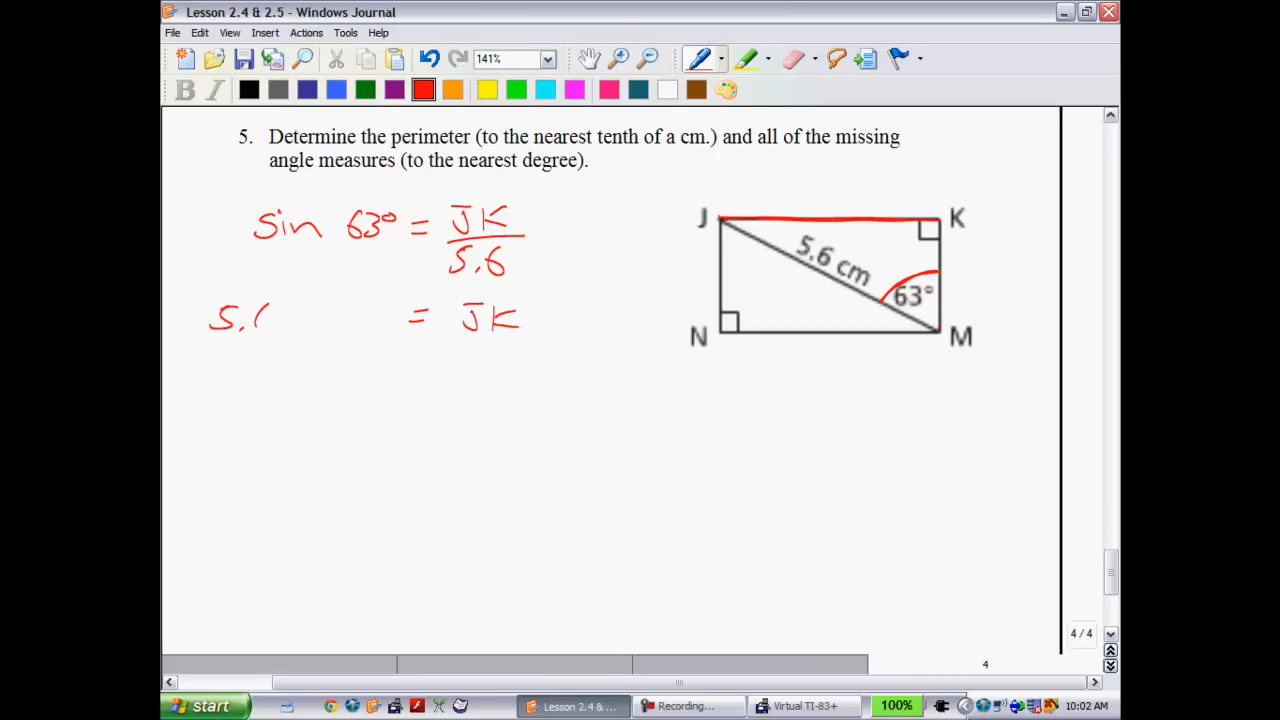 Lesson 2.4 & 2.5 - Windows Journal
File Edit View Insert Actions Tools Help
141%
B I
5. Determine the perimeter (to the nearest tenth of a cm.) and all of the missing
angle measures (to the nearest degree).
sin 63° = JK
5.6
5. = JK
J K
5.6 cm
63°
N M
4 / 4
4
start
Lesson 2.4 & ...
Recording...
Virtual TI-83+
100%
10:02 AM